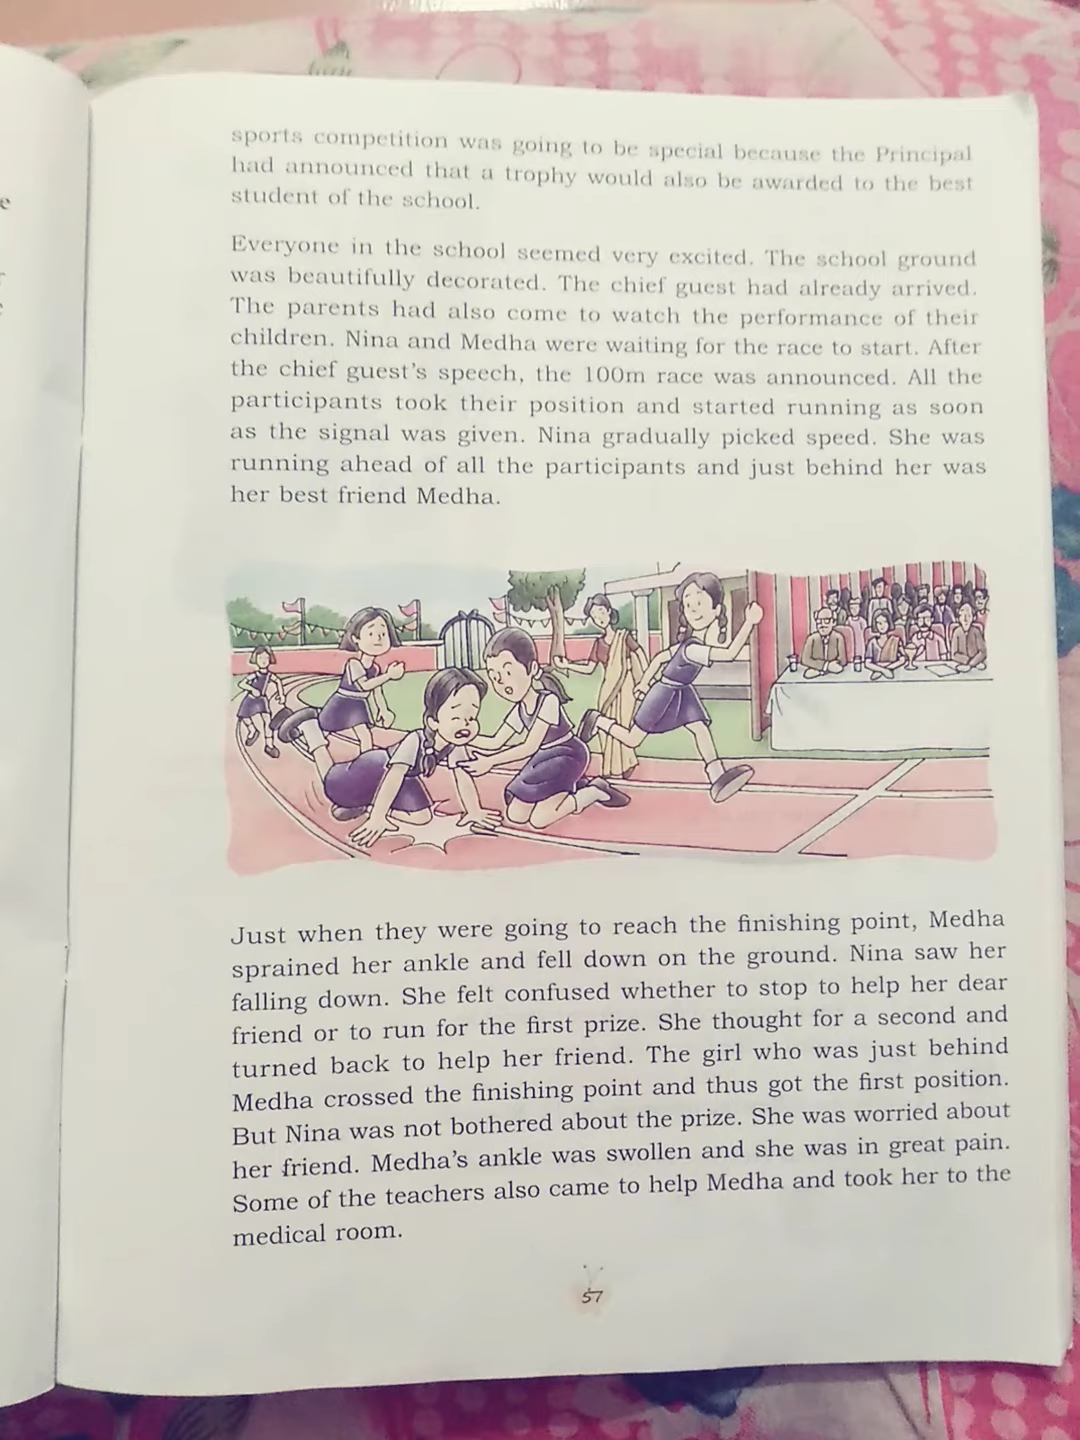 sports competition was going to be special because the Principal
had announced that a trophy would also be awarded to the best
student of the school.
Everyone in the school seemed very excited. The school ground
was beautifully decorated. The chief guest had already arrived.
The parents had also come to watch the performance of their
children. Nina and Medha were waiting for the race to start. After
the chief guest's speech, the 100m race was announced. All the
participants took their position and started running as soon
as the signal was given. Nina gradually picked speed. She was
running ahead of all the participants and just behind her was
her best friend Medha.
Just when they were going to reach the finishing point, Medha
sprained her ankle and fell down on the ground. Nina saw her
falling down. She felt confused whether to stop to help her dear
friend or to run for the first prize. She thought for a second and
turned back to help her friend. The girl who was just behind
Medha crossed the finishing point and thus got the first position.
But Nina was not bothered about the prize. She was worried about
her friend. Medha's ankle was swollen and she was in great pain.
Some of the teachers also came to help Medha and took her to the
medical room.
57